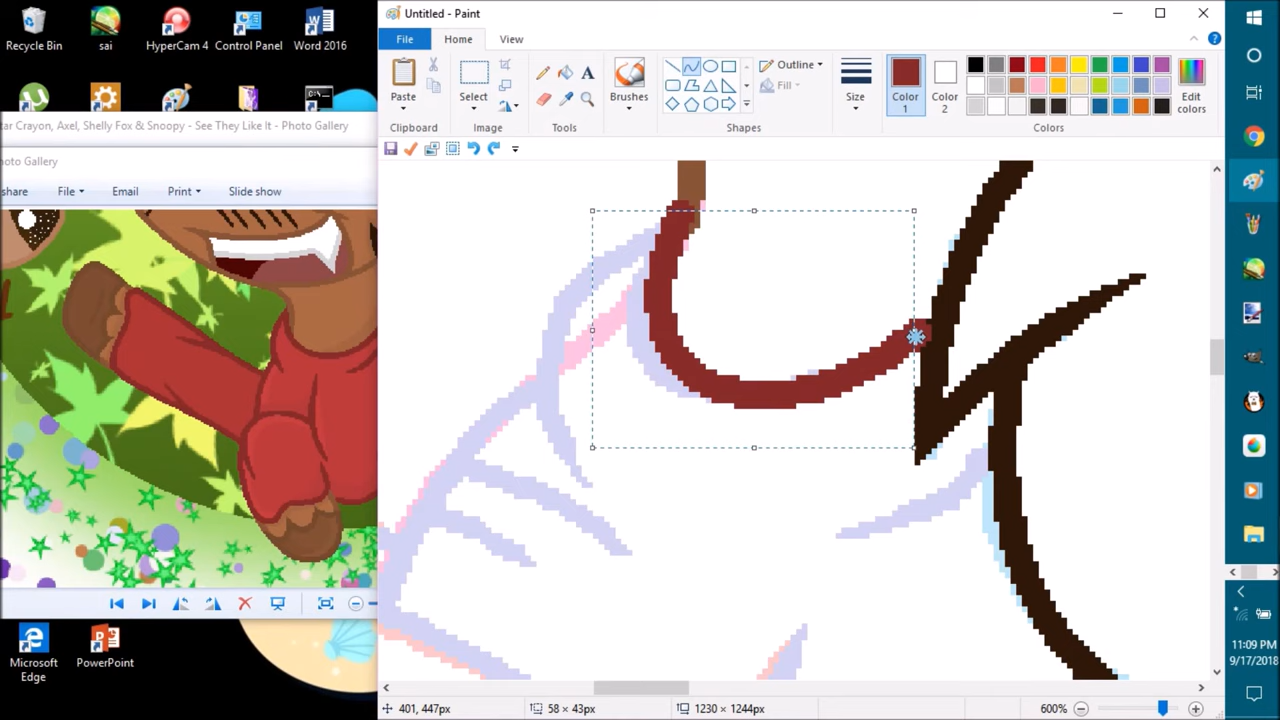 Recycle Bin
sai
HyperCam 4
Control Panel
Word 2016
tar Crayon, Axel, Shelly Fox & Snoopy - See They Like It - Photo Gallery
hoto Gallery
share
File
Email
Print
Slide show
Microsoft
Edge
PowerPoint
Untitled - Paint
File
Home
View
Paste
Select
Brushes
Outline
Fill
Size
Color
1
Color
2
Edit
colors
Clipboard
Image
Tools
Shapes
Colors
401, 447px
58 × 43px
1230 × 1244px
600%
11:09 PM
9/17/2018